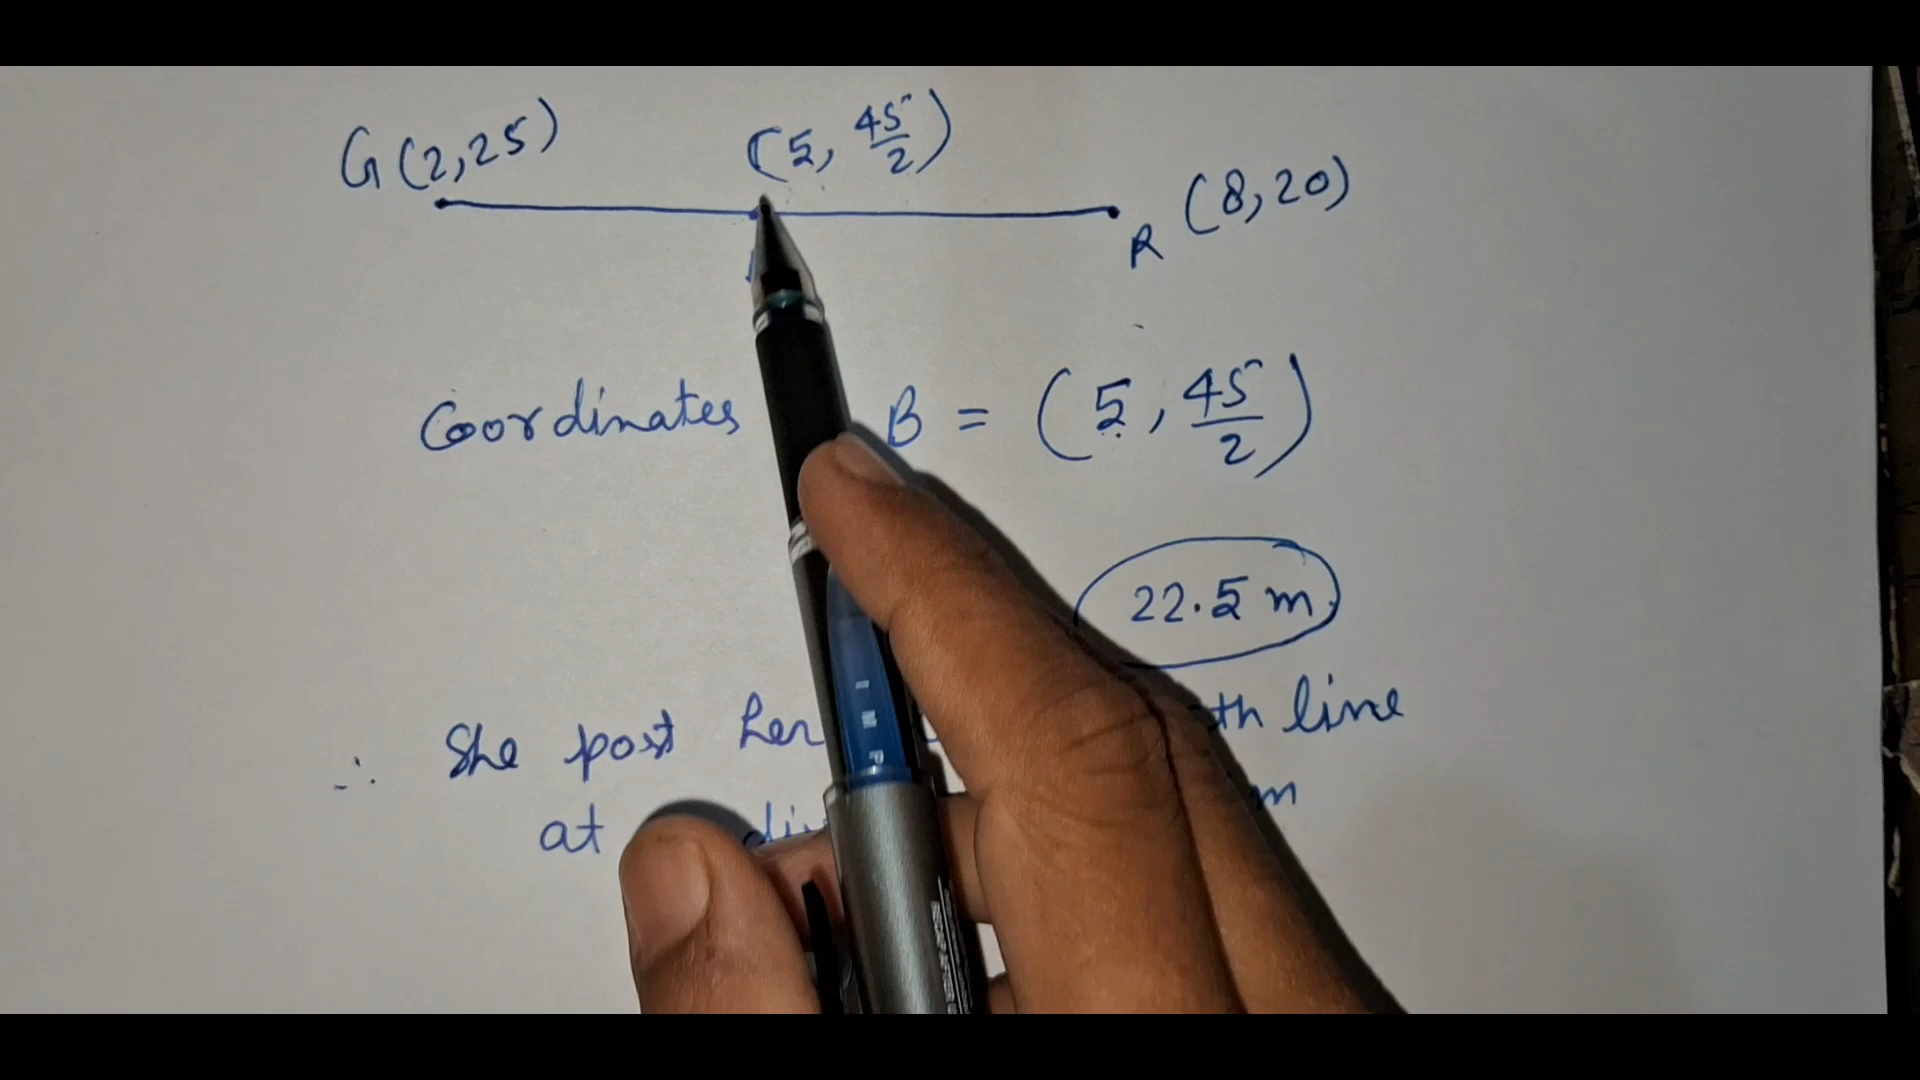 G(2,25) (5, 45/2) R (8,20)
Coordinates B = (5, 45/2)
22.5 m
∴ She post her th line
at m
IMP